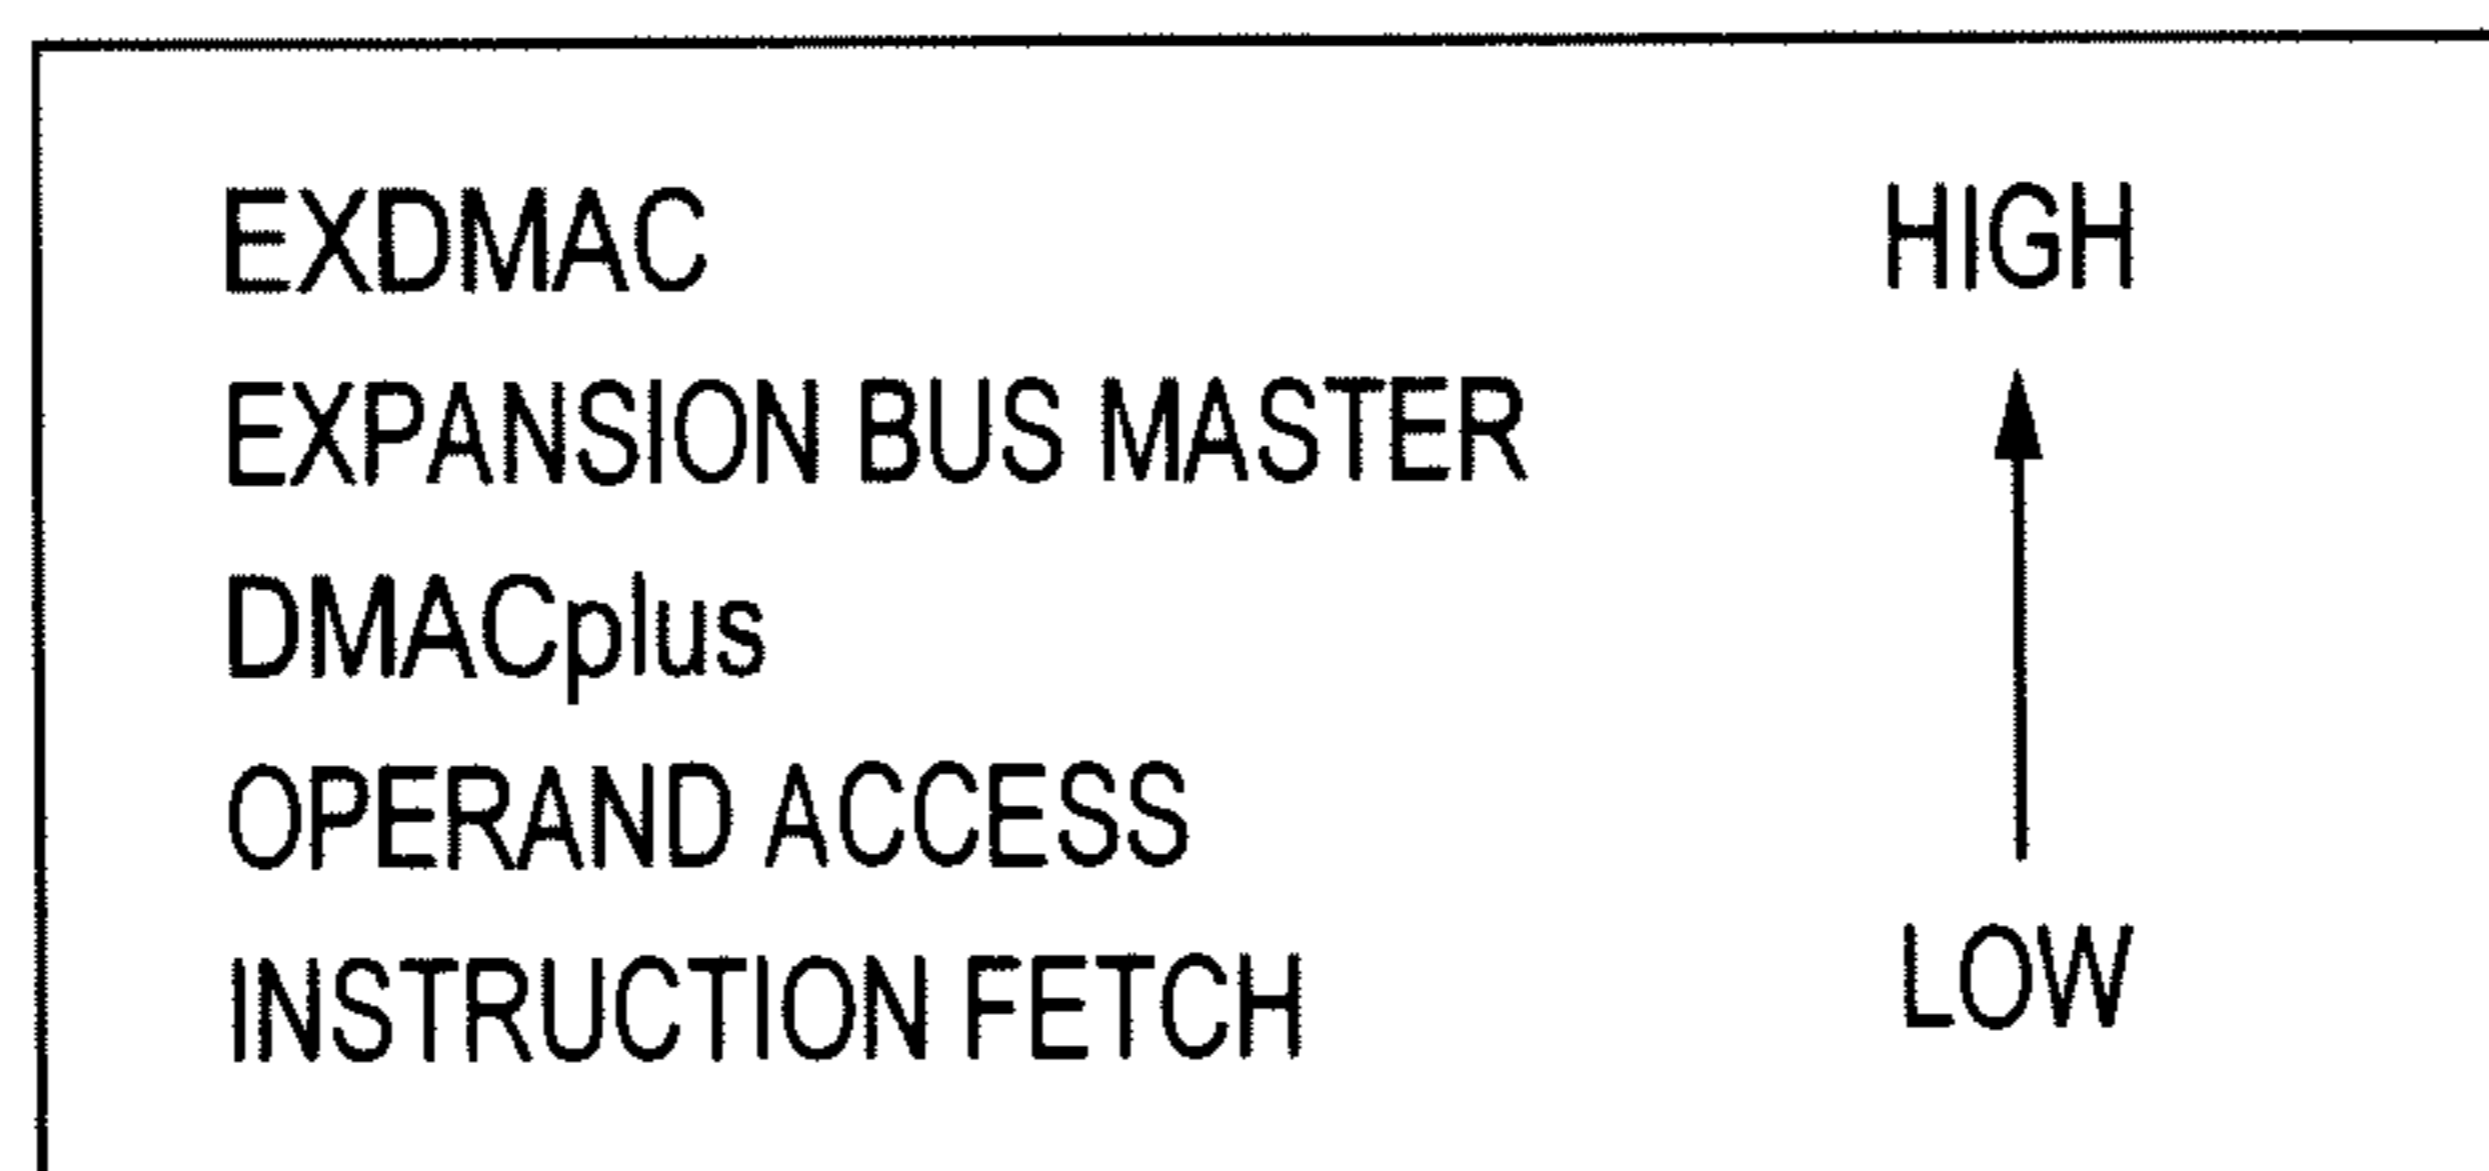 EXDMAC HIGH
EXPANSION BUS MASTER
DMACplus
OPERAND ACCESS
INSTRUCTION FETCH LOW